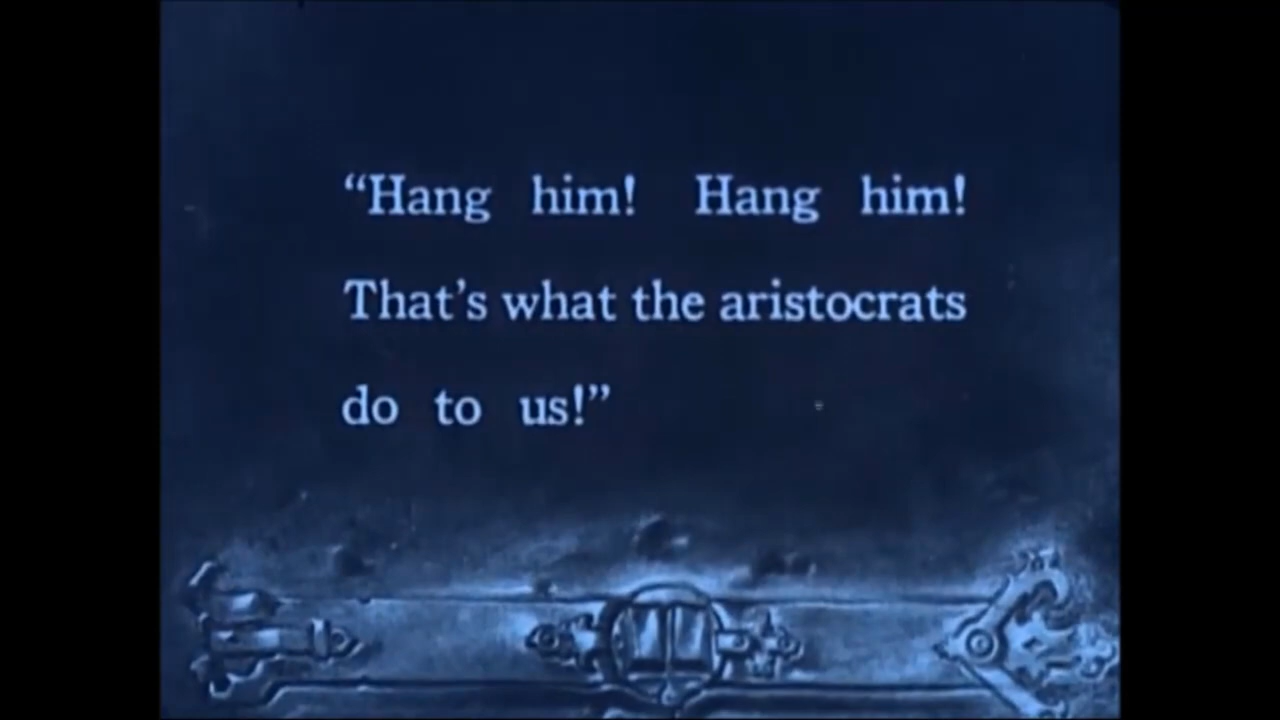 “Hang him! Hang him!
That’s what the aristocrats
do to us!”